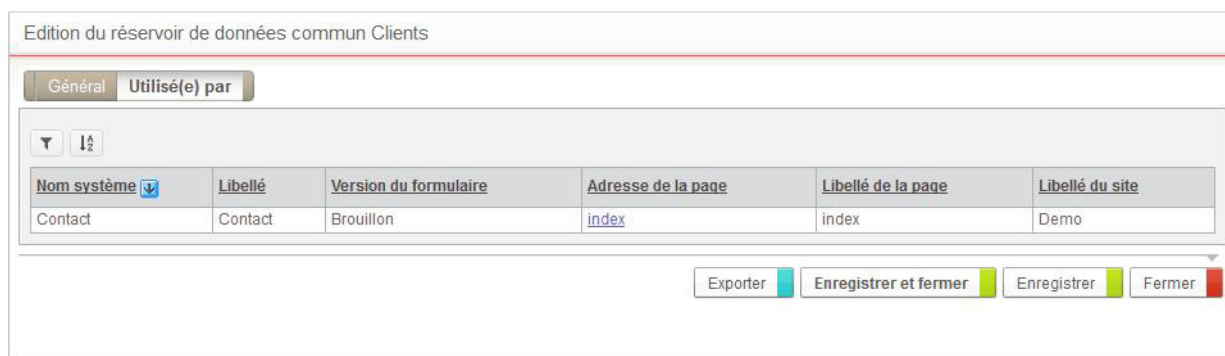 Edition du réservoir de données commun Clients
Général Utilisé(e) par
Nom système Libellé Version du formulaire Adresse de la page Libellé de la page Libellé du site
Contact Contact Brouillon index index Demo
Exporter Enregistrer et fermer Enregistrer Fermer